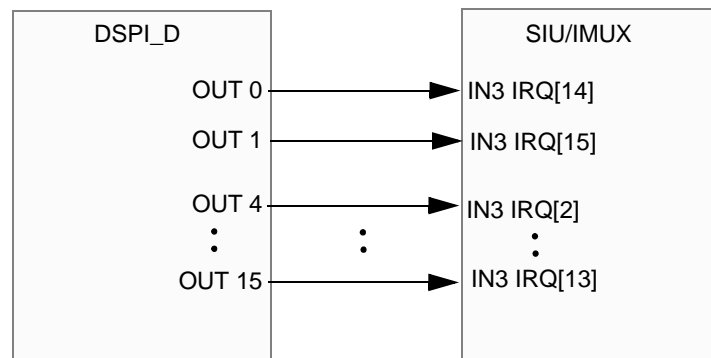 DSPI_D
SIU/IMUX
OUT 0
IN3 IRQ[14]
OUT 1
IN3 IRQ[15]
OUT 4
IN3 IRQ[2]
OUT 15
IN3 IRQ[13]